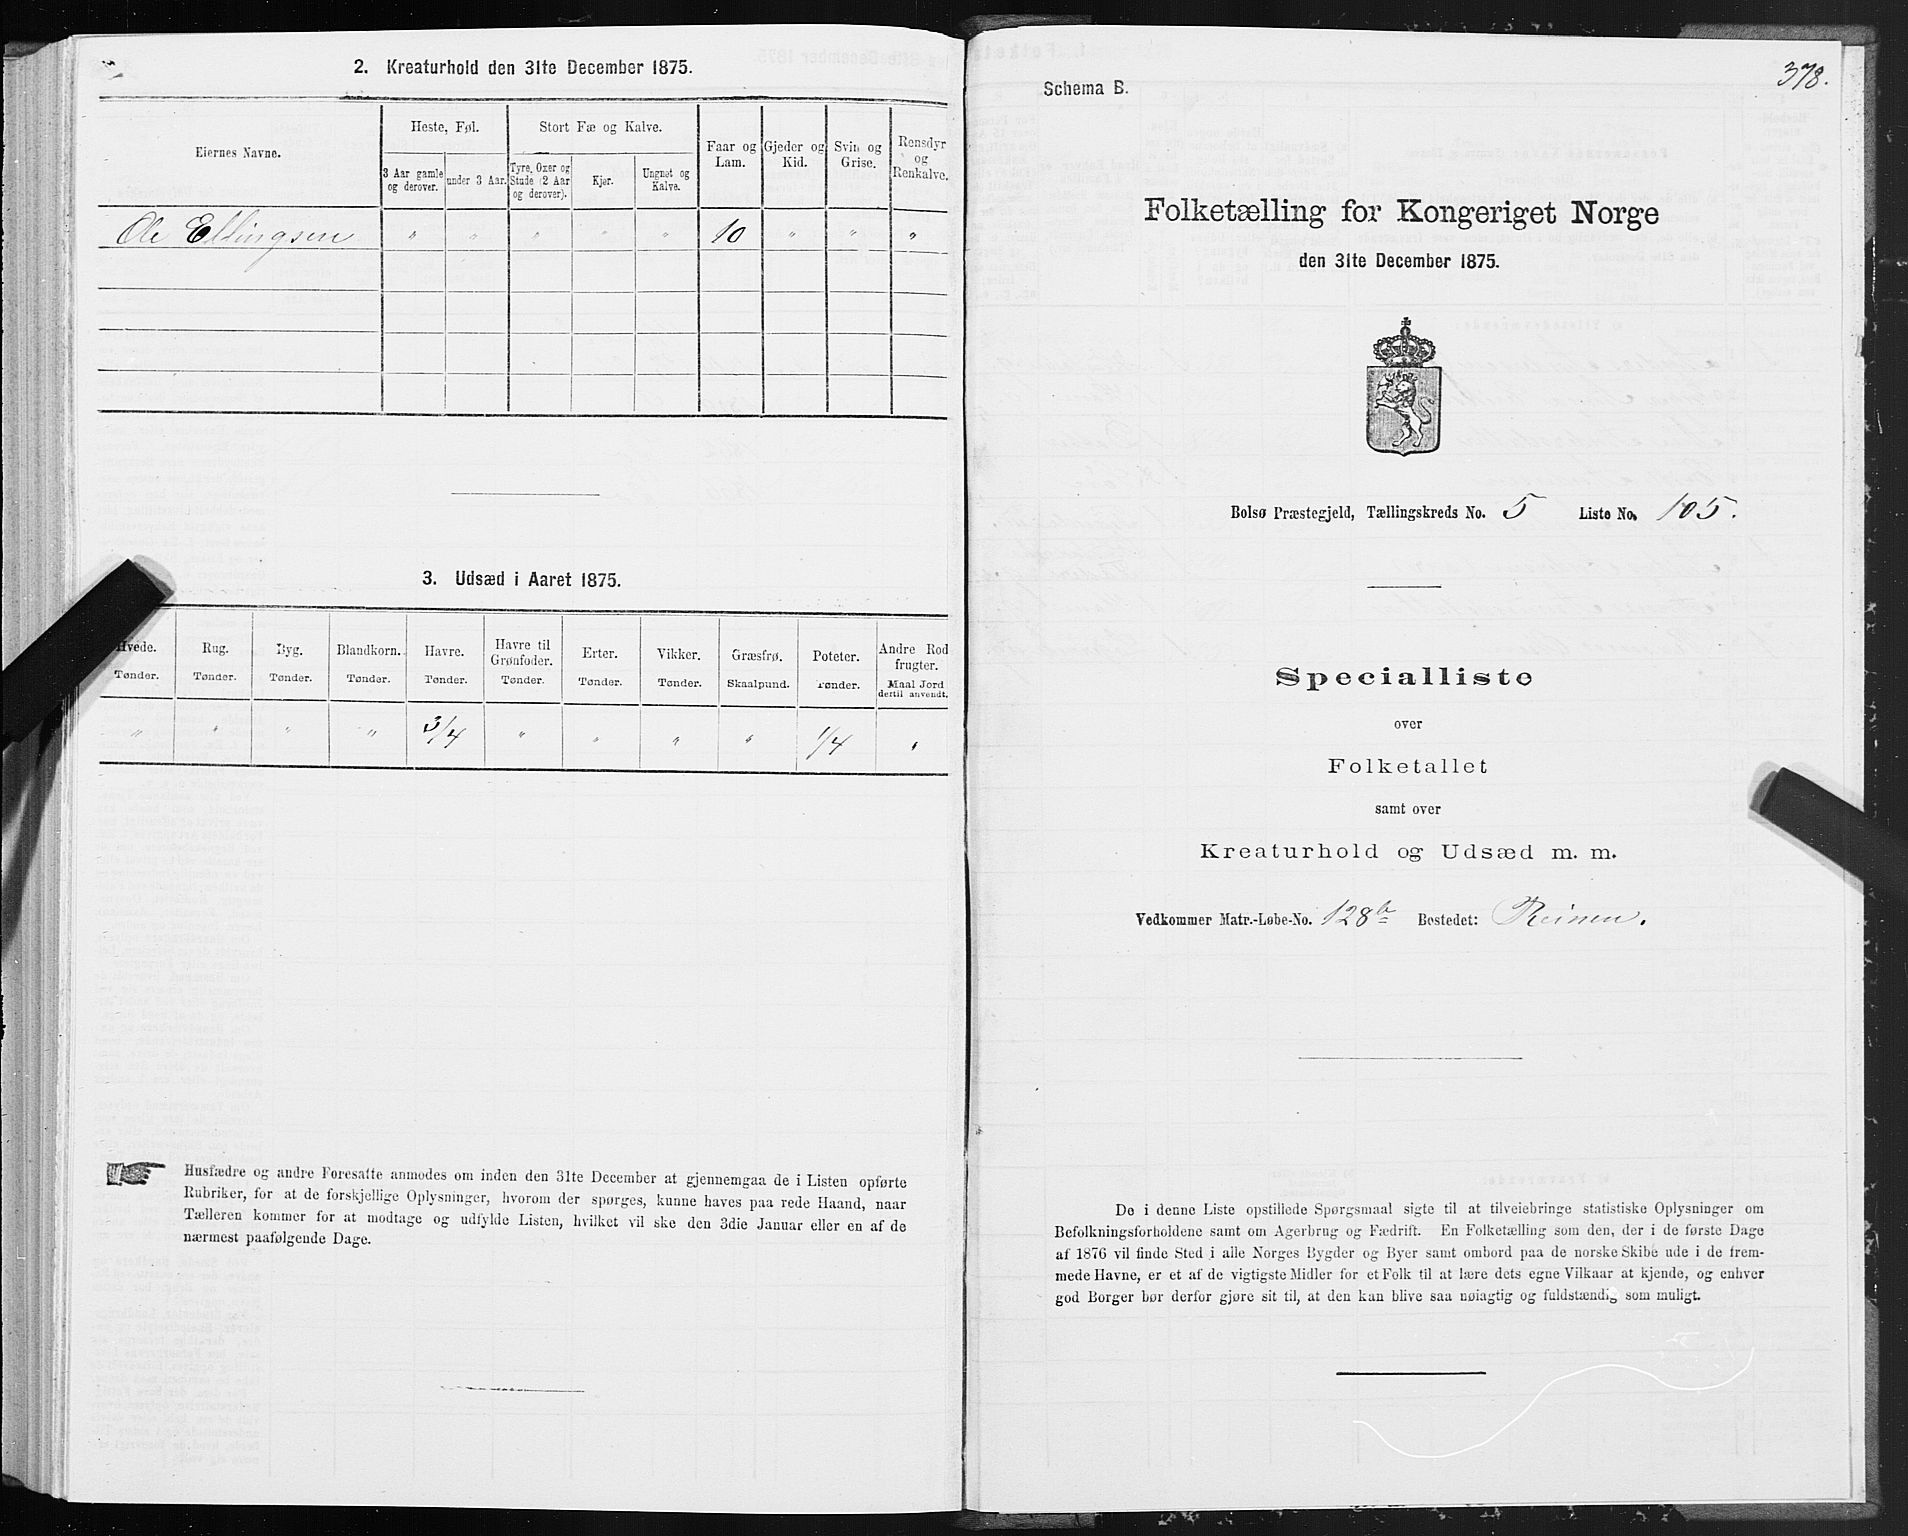 2. Kreaturhold den 31te December 1875.
Eiernes Navne.
Heste, Føl.
Stort Fæ og Kalve.
Faar og Lam.
Gjeder og Kid.
Svin og Grise.
Rensdyr og Renkalve.
3 Aar gamle og derover.
under 3 Aar.
Tyre, Oxer og Stude (2 Aar og derover).
Kjør.
Ungnøt og Kalve.
Ole Ellingsen " " " " " 10 " " "
3. Udsæd i Aaret 1875.
Hvede. Rug. Byg. Blandkorn. Havre. Havre til Grønfoder. Erter. Vikker. Græsfrø. Poteter. Andre Rodfrugter.
Tønder. Tønder. Tønder. Tønder. Tønder. Tønder. Tønder. Tønder. Skaalpund. Tønder. Maal Jord dertil anvendt.
" " " " 3/4 " " " " 1/4 "
Husfædre og andre Foresatte anmodes om inden den 31te December at gjennemgaa de i Listen opførte
Rubriker, for at de forskjellige Oplysninger, hvorom der spørges, kunne haves paa rede Haand, naar
Tælleren kommer for at modtage og udfylde Listen, hvilket vil ske den 3die Januar eller en af de
nærmest paafølgende Dage.
378.
Schema B.
Folketælling for Kongeriget Norge
den 31te December 1875.
Bolsø Præstegjeld, Tællingskreds No. 5 Liste No. 105.
Specialliste
over
Folketallet
samt over
Kreaturhold og Udsæd m. m.
Vedkommer Matr.-Løbe-No. 128b Bostedet: Reinen.
De i denne Liste opstillede Spørgsmaal sigte til at tilveiebringe statistiske Oplysninger om
Befolkningsforholdene samt om Agerbrug og Fædrift. En Folketælling som den, der i de første Dage
af 1876 vil finde Sted i alle Norges Bygder og Byer samt ombord paa de norske Skibe ude i de frem-
mede Havne, er et af de vigtigste Midler for et Folk til at lære dets egne Vilkaar at kjende, og enhver
god Borger bør derfor gjøre sit til, at den kan blive saa nøiagtig og fuldstændig som muligt.